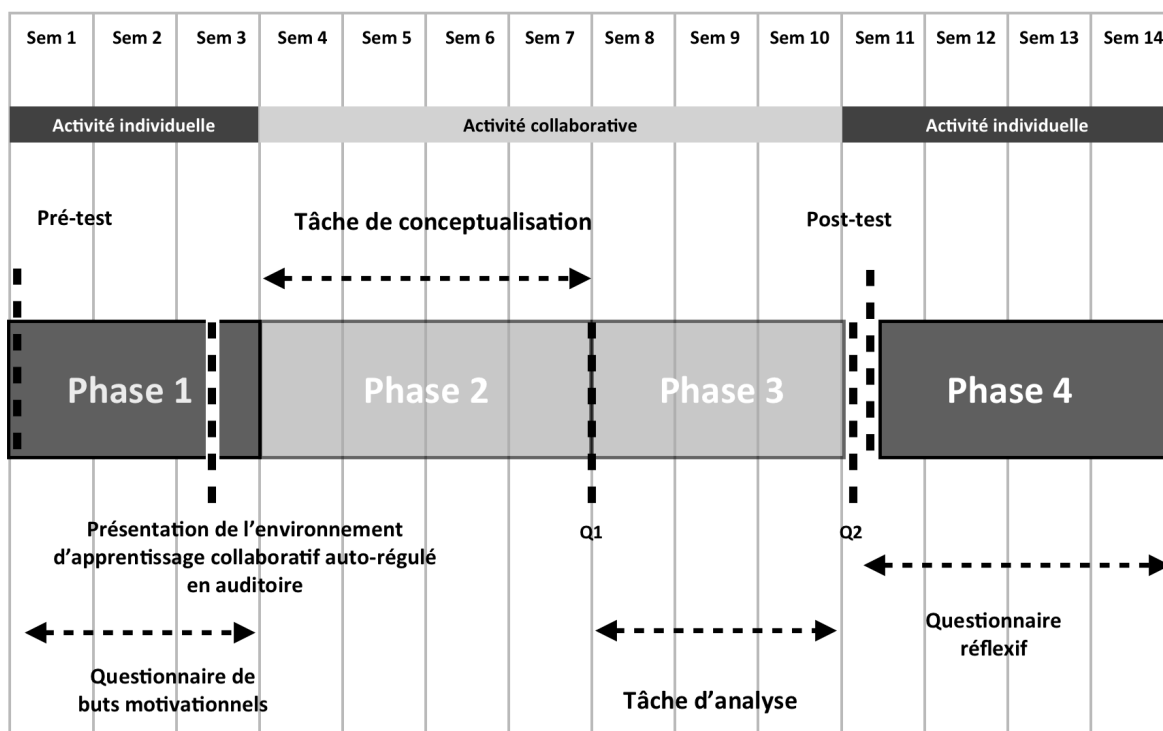 Sem 1 Sem 2 Sem 3 Sem 4 Sem 5 Sem 6 Sem 7 Sem 8 Sem 9 Sem 10 Sem 11 Sem 12 Sem 13 Sem 14
Activité individuelle Activité collaborative Activité individuelle
Pré-test Tâche de conceptualisation Post-test
Phase 1 Phase 2 Phase 3 Phase 4
Présentation de l’environnement
d’apprentissage collaboratif auto-régulé
en auditoire
Q1 Q2
Questionnaire de
buts motivationnels
Tâche d’analyse
Questionnaire
réflexif